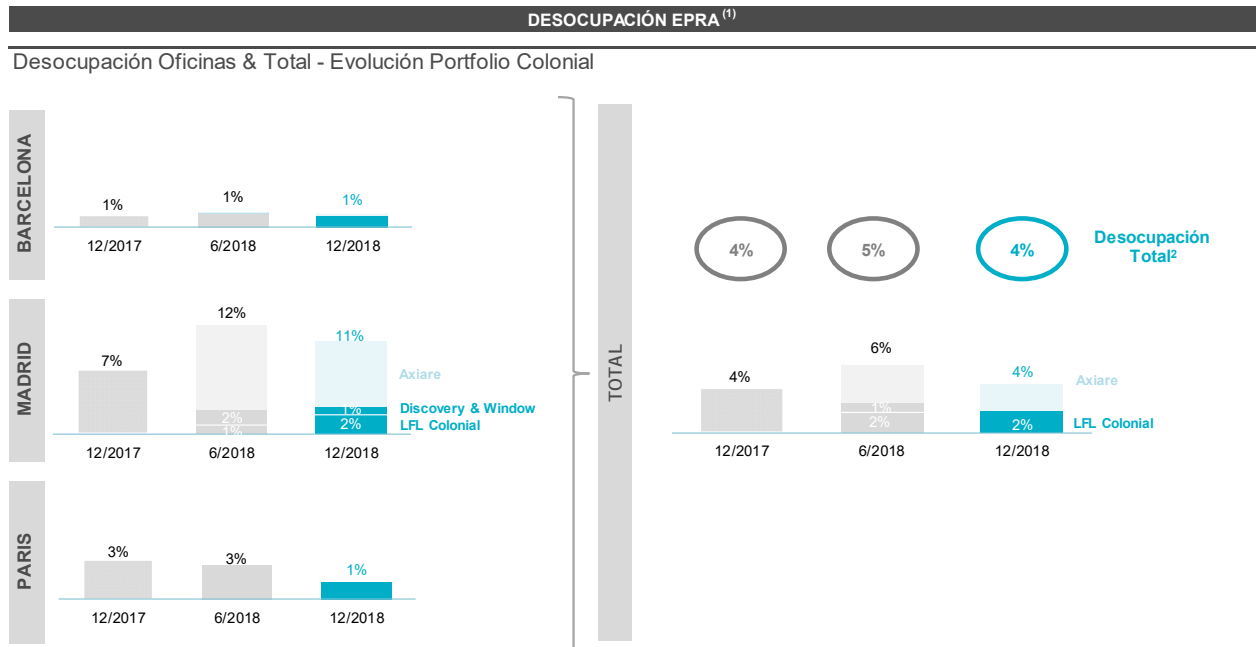 DESOCUPACIÓN EPRA (1)
Desocupación Oficinas & Total - Evolución Portfolio Colonial
BARCELONA
1%
1%
1%
12/2017
6/2018
12/2018
MADRID
7%
12%
11%
2%
1%
1%
2%
Axiare
Discovery & Window
LFL Colonial
12/2017
6/2018
12/2018
PARIS
3%
3%
1%
12/2017
6/2018
12/2018
TOTAL
4%
5%
4%
Desocupación
Total²
4%
6%
4%
1%
2%
2%
Axiare
LFL Colonial
12/2017
6/2018
12/2018